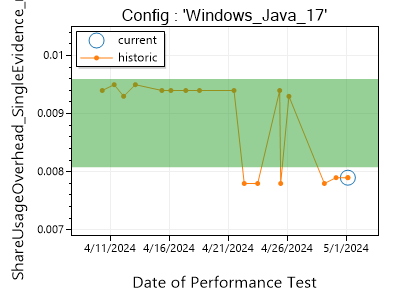 Config : 'Windows_Java_17'
current
historic
ShareUsageOverhead_SingleEvidence_
0.01
0.009
0.008
0.007
4/11/2024
4/16/2024
4/21/2024
4/26/2024
5/1/2024
Date of Performance Test